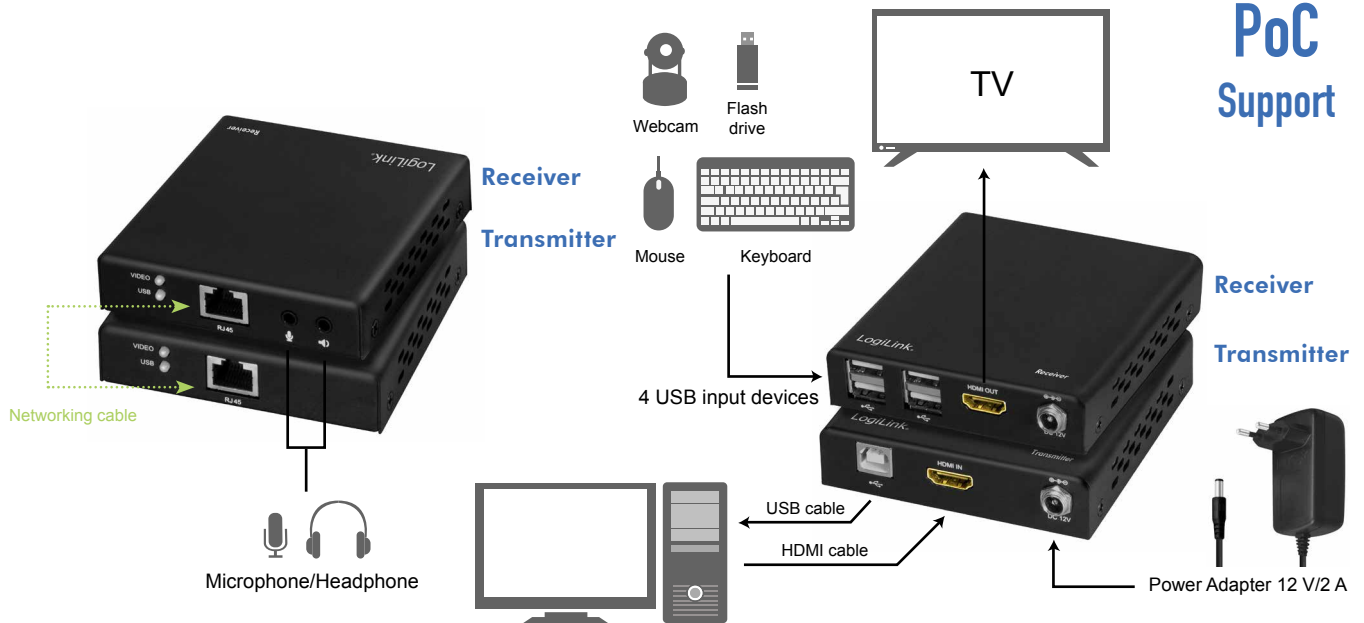 PoC
Support
Webcam
Flash
drive
TV
Mouse
Keyboard
Receiver
LogiLink.
Receiver
Transmitter
VIDEO
USB
RJ45
VIDEO
USB
RJ45
Networking cable
Microphone/Headphone
4 USB input devices
Receiver
Transmitter
LogiLink.
Receiver
HDMI OUT
DC 12V
LogiLink.
Transmitter
HDMI IN
DC 12V
USB cable
HDMI cable
Power Adapter 12 V/2 A